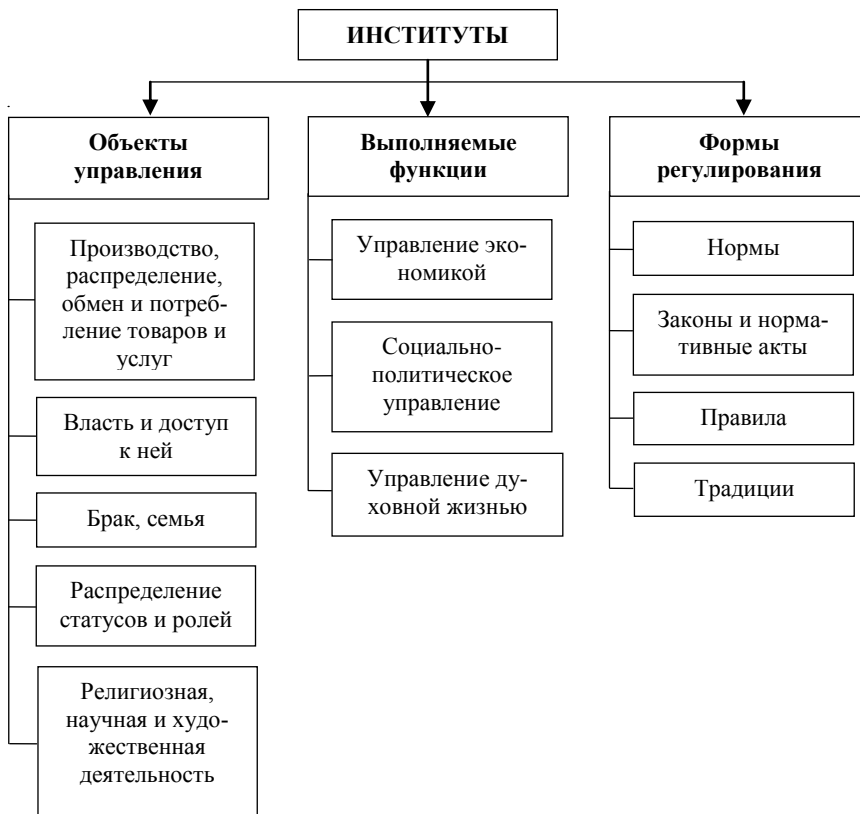 ИНСТИТУТЫ
Объекты
управления
Производство,
распределение,
обмен и потреб-
ление товаров и
услуг
Власть и доступ
к ней
Брак, семья
Распределение
статусов и ролей
Религиозная,
научная и худо-
жественная
деятельность
Выполняемые
функции
Управление эко-
номикой
Социально-
политическое
управление
Управление ду-
ховной жизнью
Формы
регулирования
Нормы
Законы и норма-
тивные акты
Правила
Традиции